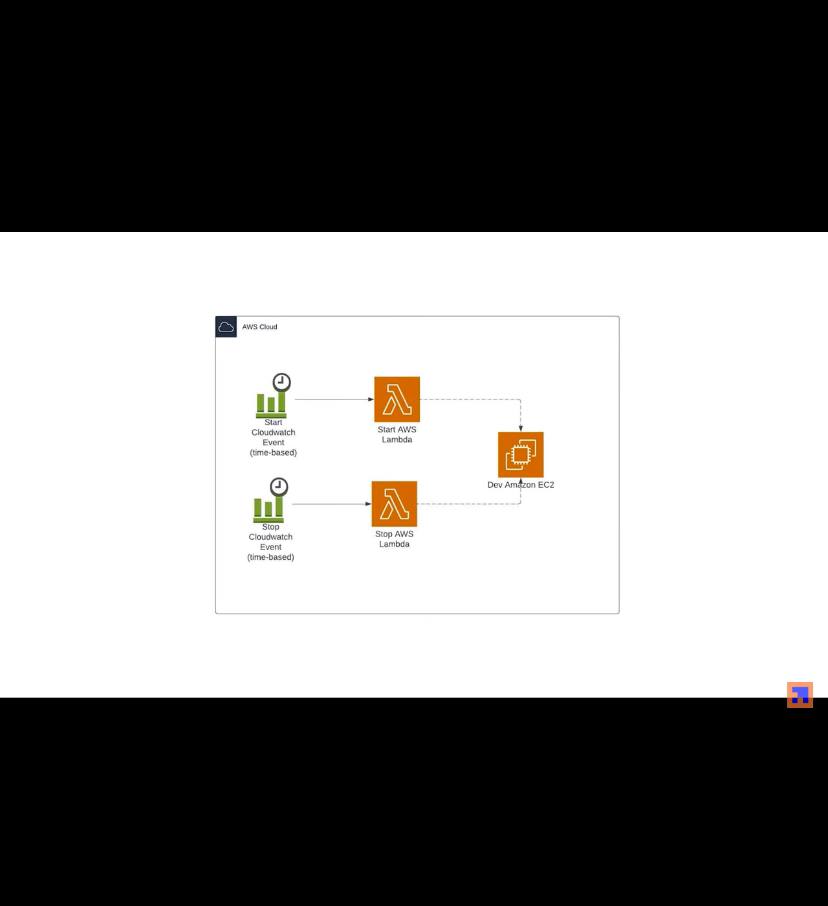 AWS Cloud
Start
Cloudwatch
Event
(time-based)
Start AWS
Lambda
Dev Amazon EC2
Stop
Cloudwatch
Event
(time-based)
Stop AWS
Lambda